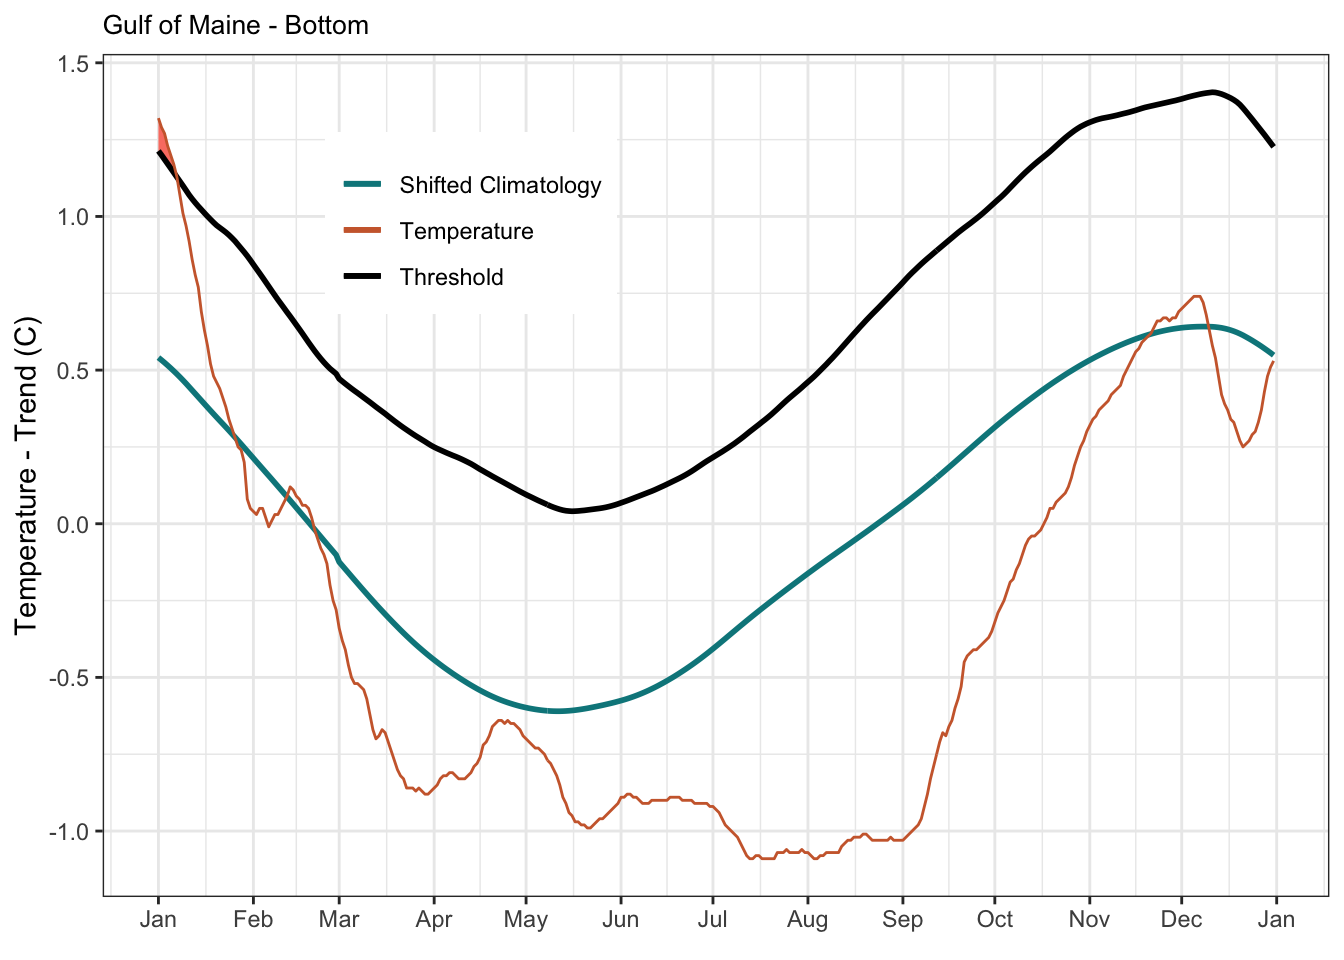 Gulf of Maine - Bottom
Temperature - Trend (C)
1.5
1.0
0.5
0.0
-0.5
-1.0
Shifted Climatology
Temperature
Threshold
Jan Feb Mar Apr May Jun Jul Aug Sep Oct Nov Dec Jan